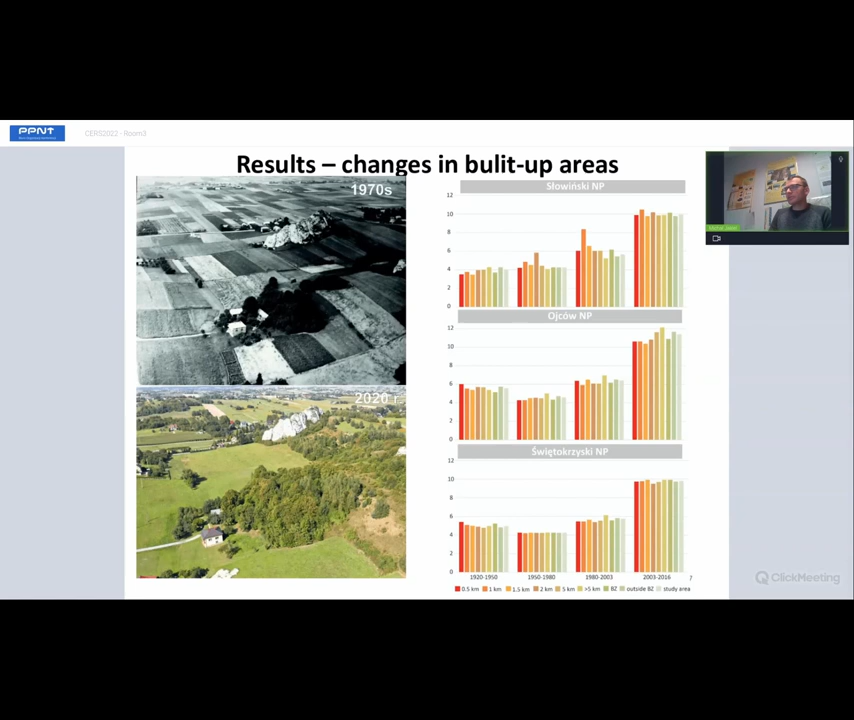 PPNT
CERS2022 - Room3
Results – changes in bulit-up areas
1970s
2020 r.
Słowiński NP
12
10
8
6
4
2
0
Ojców NP
12
10
8
6
4
2
0
Świętokrzyski NP
12
10
8
6
4
2
0
1920-1950 1950-1980 1980-2003 2003-2016
7
0.5 km 1 km 1.5 km 2 km 5 km >5 km BZ outside BZ study area
ClickMeeting